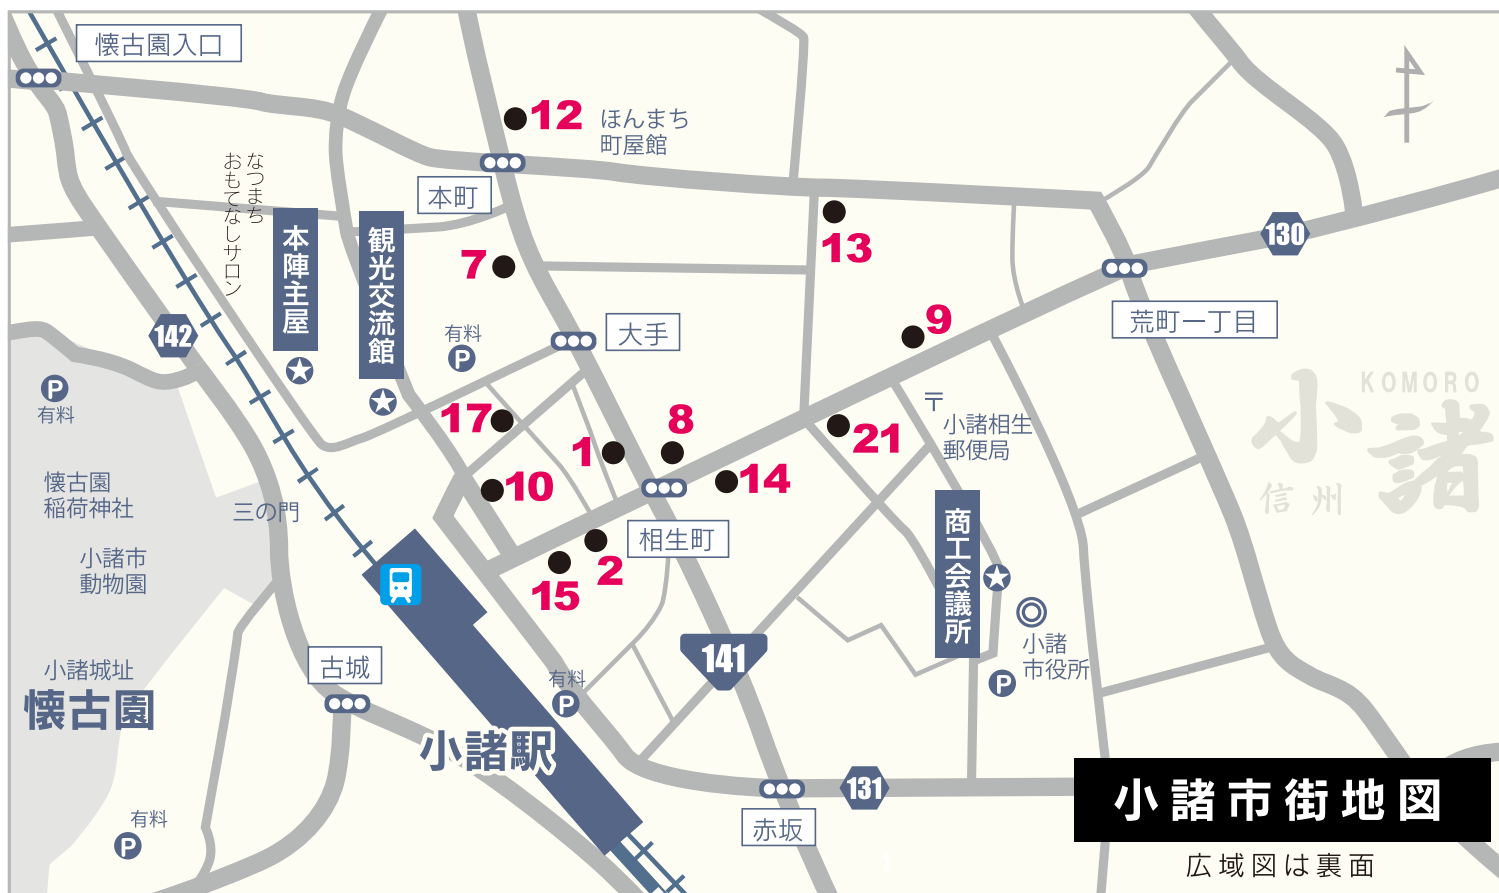 懐古園入口
12
ほんまち
町屋館
本町
なつまち
おもてなしサロン
本陣主屋
観光交流館
7
13
130
荒町一丁目
142
有料
P
大手
9
KOMORO
小諸
信州
P
有料
17
1
8
21
〒
小諸相生
郵便局
14
10
懐古園
稲荷神社
三の門
相生町
商工会議所
小諸市
動物園
2
15
小諸
市役所
P
141
古城
小諸城址
懐古園
有料
P
小諸駅
131
赤坂
有料
P
小諸市街地図
広域図は裏面